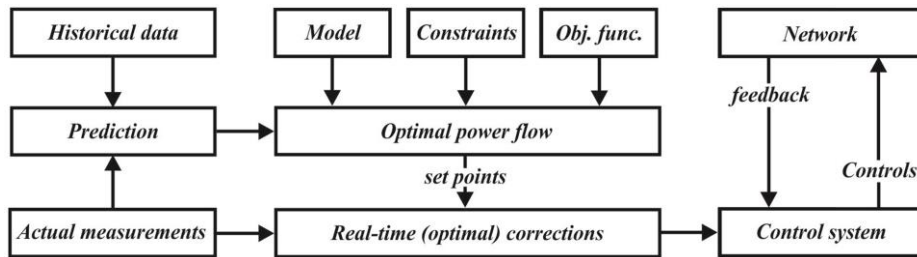 Historical data
Model
Constraints
Obj. func.
Network
feedback
Prediction
Optimal power flow
set points
Controls
Actual measurements
Real-time (optimal) corrections
Control system